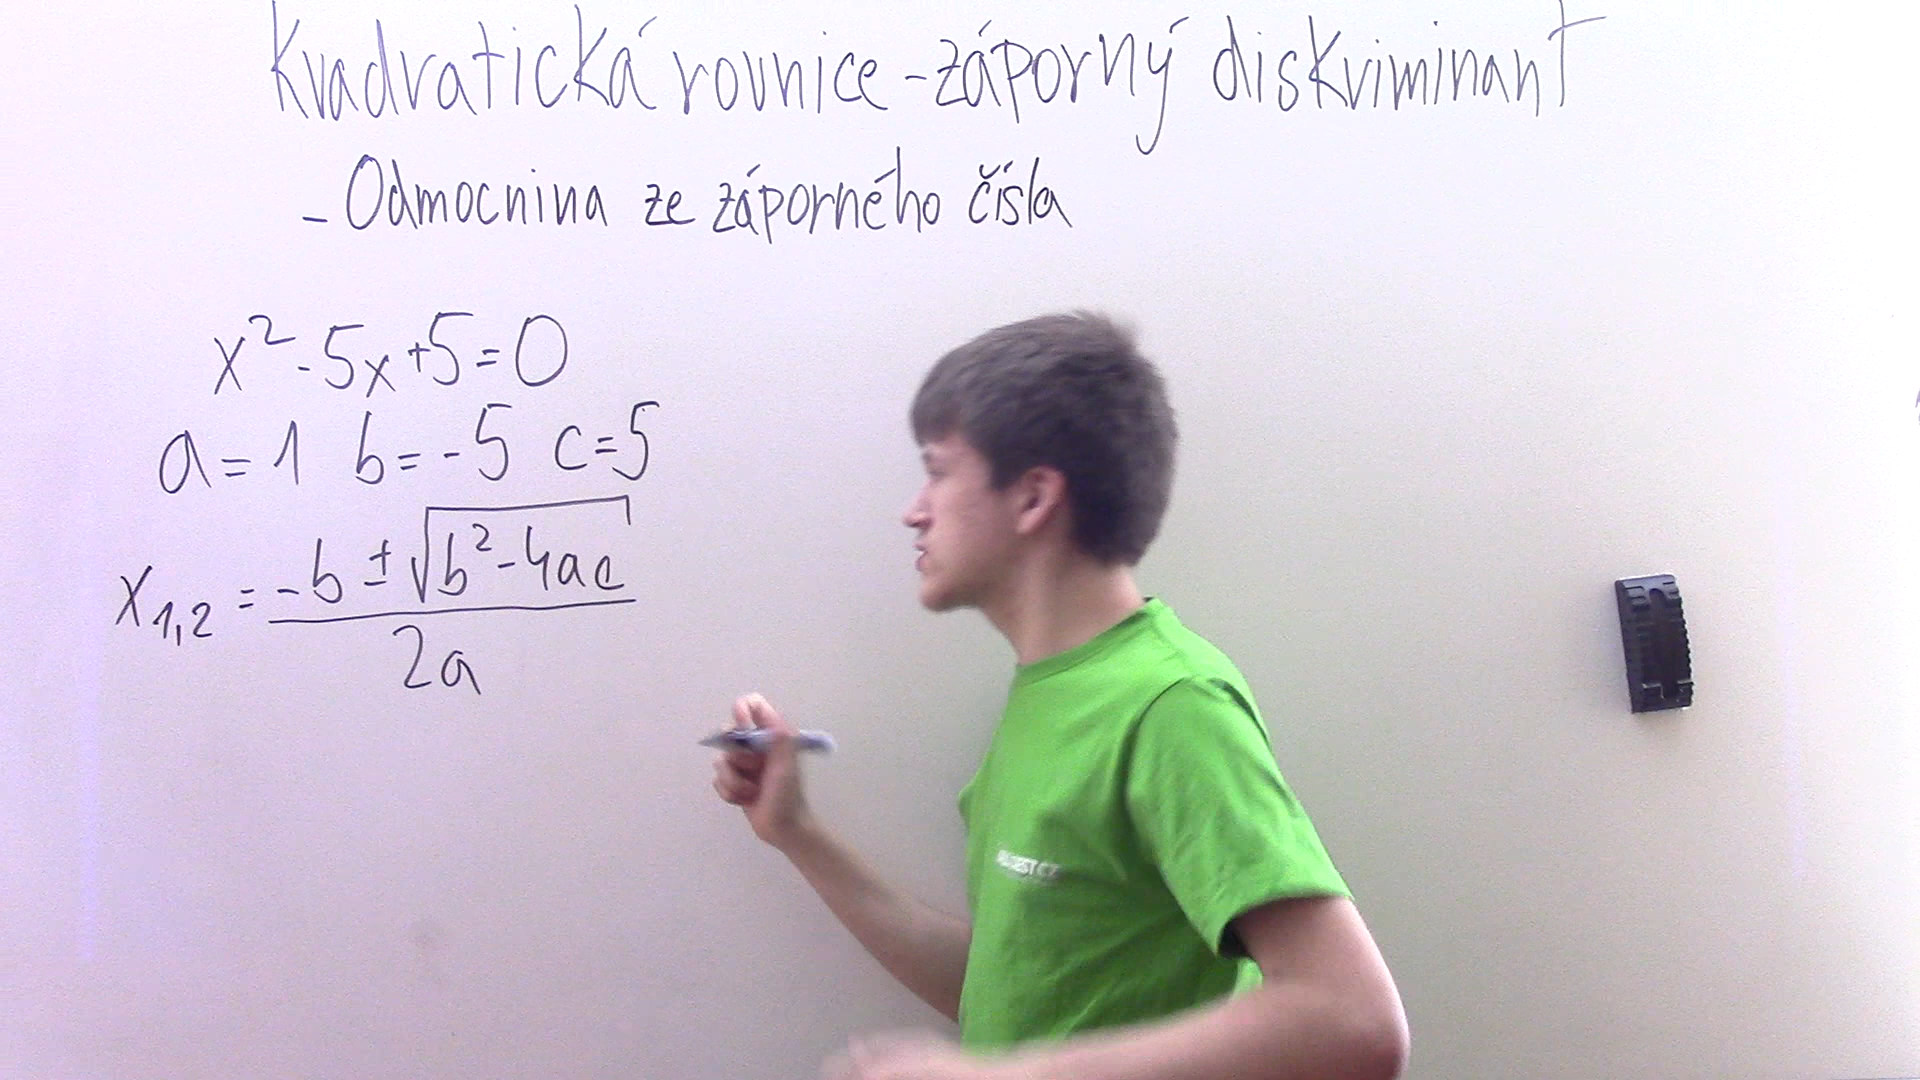 Kvadratická rovnice - záporný diskriminant
- Odmocnina ze záporného čísla
x² - 5x + 5 = 0
a = 1 b = -5 c = 5
x₁,₂ = (-b ± √(b² - 4ac)) / 2a